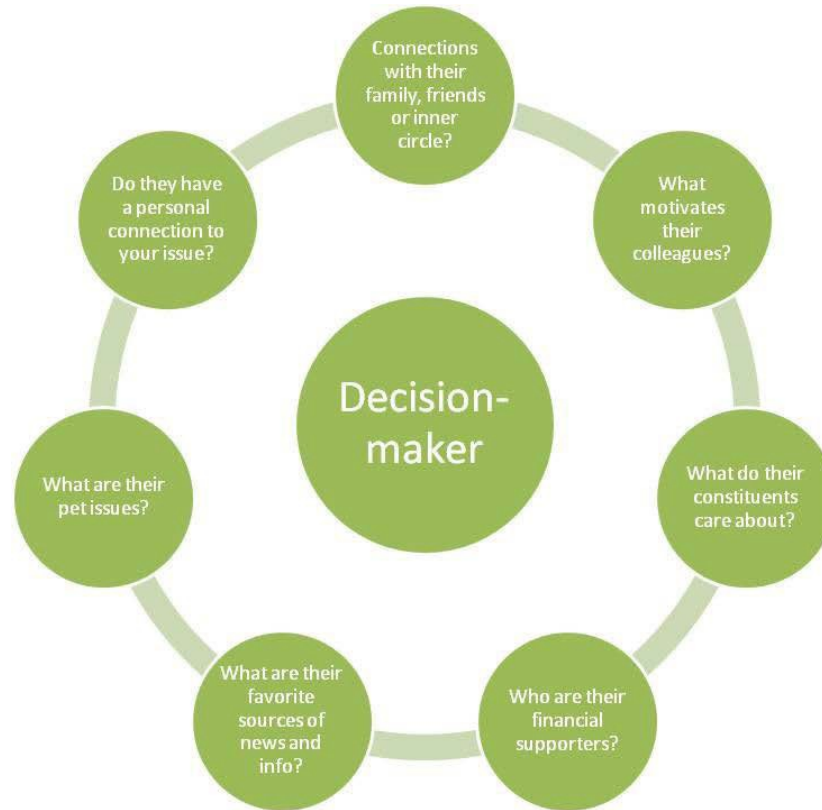 Connections
with their
family, friends
or inner
circle?
What
motivates
their
colleagues?
What do their
constituents
care about?
Who are their
financial
supporters?
What are their
favorite
sources of
news and
info?
What are their
pet issues?
Do they have
a personal
connection to
your issue?
Decision-
maker